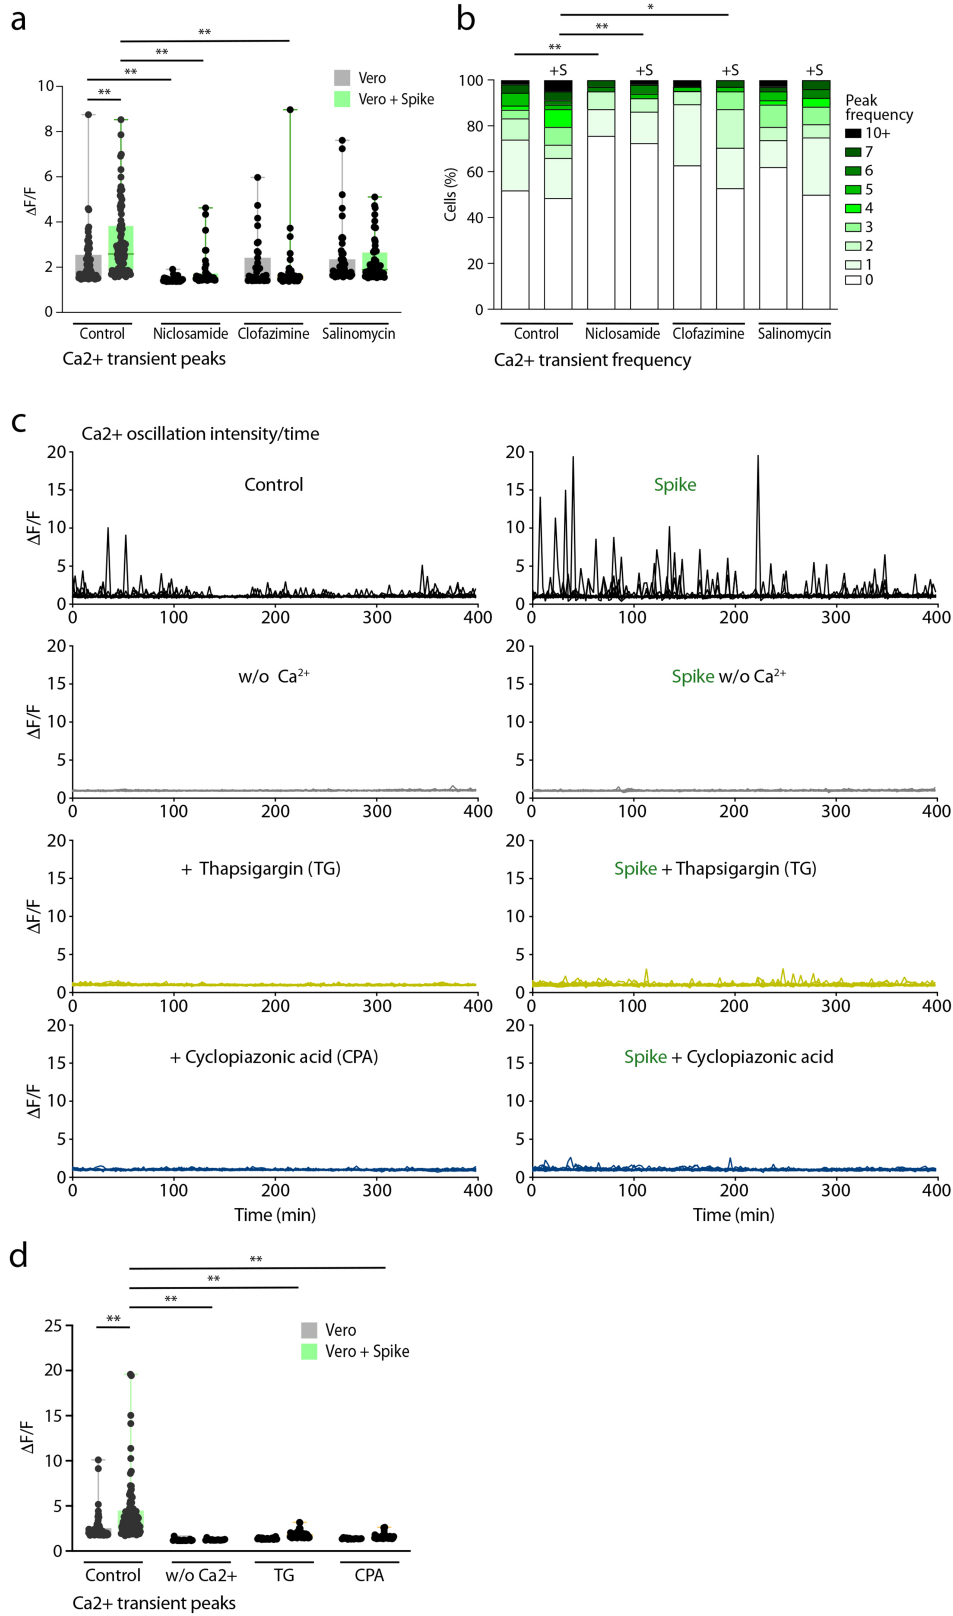 a
**
**
**
**
Vero
Vero + Spike
10
8
6
4
2
0
ΔF/F
Control
Niclosamide
Clofazimine
Salinomycin
Ca2+ transient peaks
b
*
**
**
+S
+S
+S
+S
100
80
60
40
20
0
Cells (%)
Peak
frequency
10+
7
6
5
4
3
2
1
0
Control
Niclosamide
Clofazimine
Salinomycin
Ca2+ transient frequency
c
Ca2+ oscillation intensity/time
Control
20
15
10
5
0
ΔF/F
0 100 200 300 400
Spike
20
15
10
5
0
0 100 200 300 400
w/o Ca²⁺
20
15
10
5
0
ΔF/F
0 100 200 300 400
Spike w/o Ca²⁺
20
15
10
5
0
0 100 200 300 400
+ Thapsigargin (TG)
20
15
10
5
0
ΔF/F
0 100 200 300 400
Spike + Thapsigargin (TG)
20
15
10
5
0
0 100 200 300 400
+ Cyclopiazonic acid (CPA)
20
15
10
5
0
ΔF/F
0 100 200 300 400
Time (min)
Spike + Cyclopiazonic acid
20
15
10
5
0
0 100 200 300 400
Time (min)
d
**
**
**
**
Vero
Vero + Spike
25
20
15
10
5
0
ΔF/F
Control
w/o Ca2+
TG
CPA
Ca2+ transient peaks